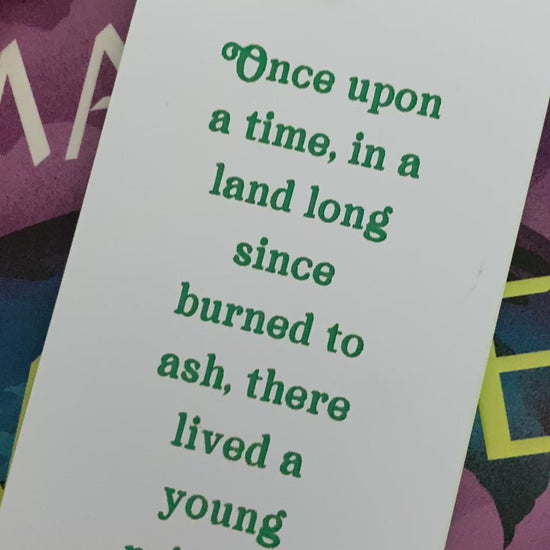 Once upon
a time, in a
land long
since
burned to
ash, there
lived a
young